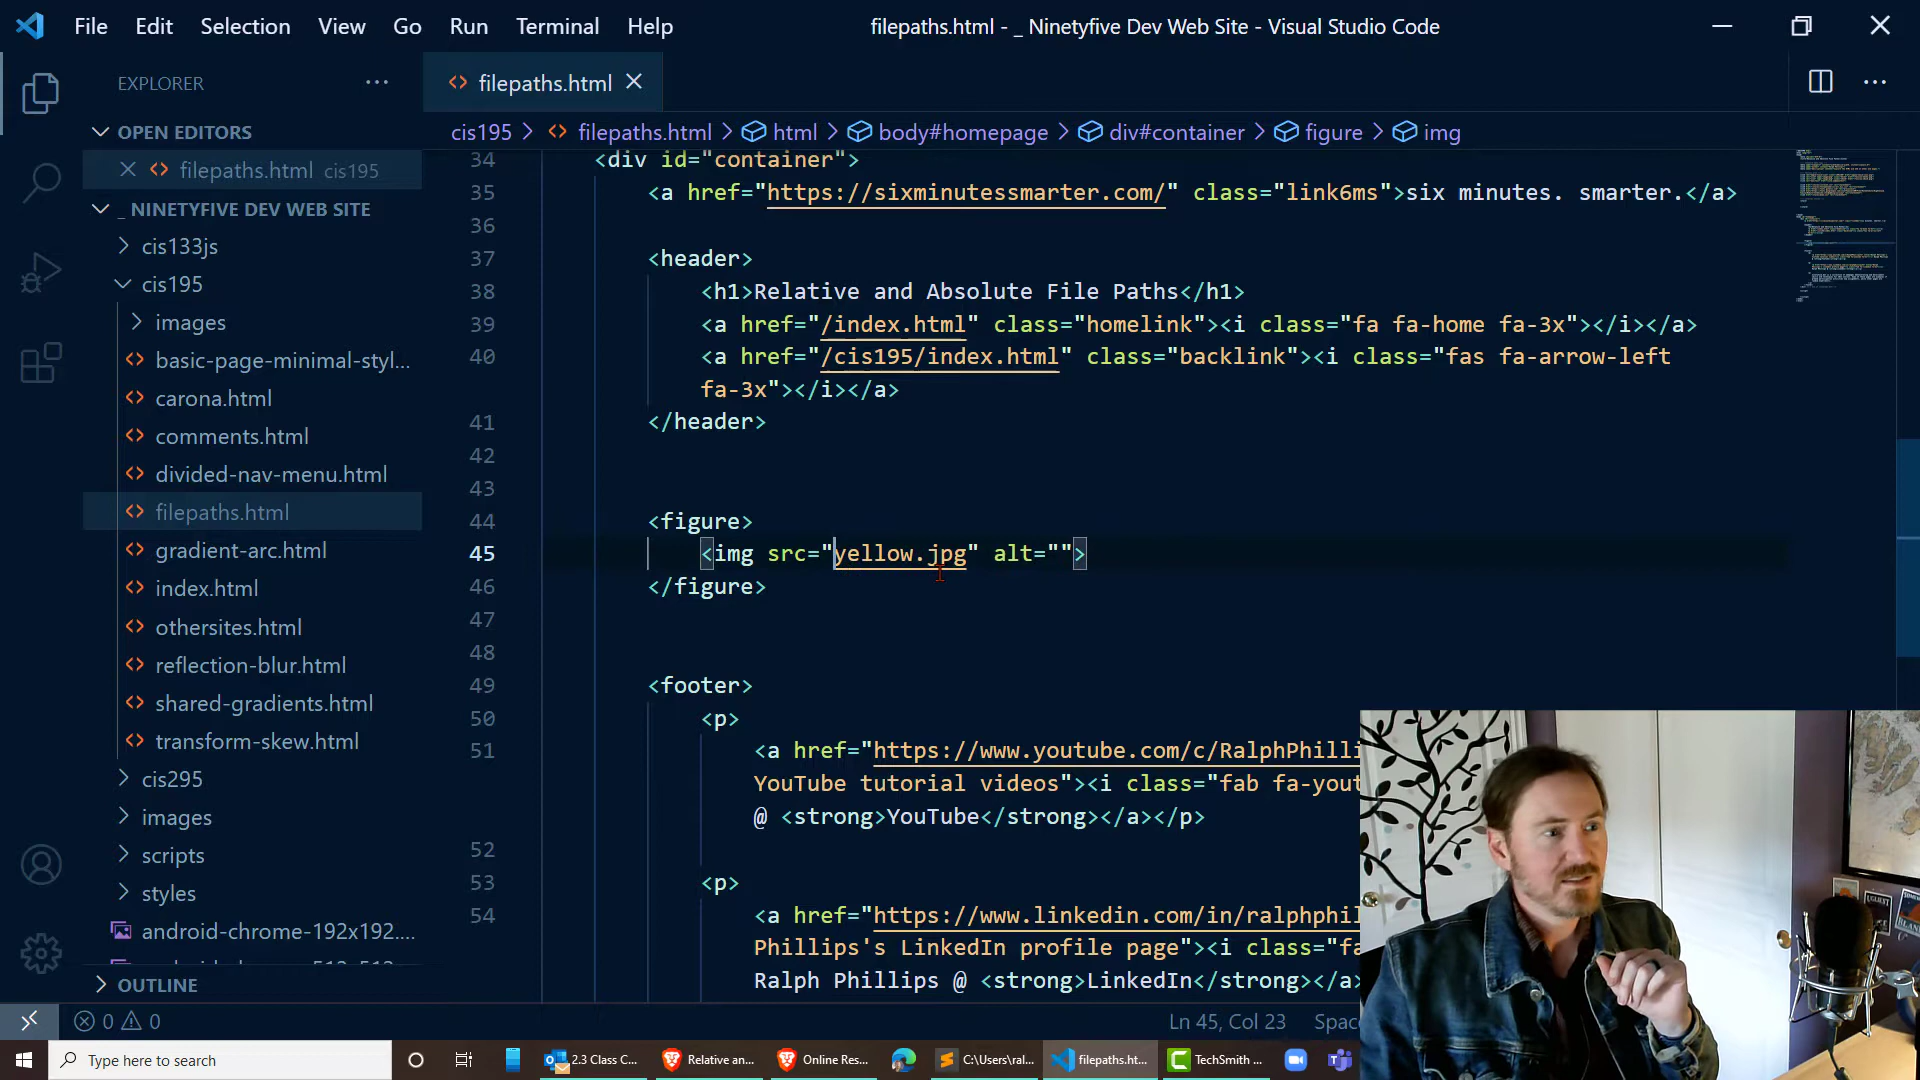 File Edit Selection View Go Run Terminal Help
filepaths.html - _ Ninetyfive Dev Web Site - Visual Studio Code
EXPLORER
filepaths.html
OPEN EDITORS
filepaths.html cis195
_ NINETYFIVE DEV WEB SITE
cis133js
cis195
images
basic-page-minimal-styl...
carona.html
comments.html
divided-nav-menu.html
filepaths.html
gradient-arc.html
index.html
othersites.html
reflection-blur.html
shared-gradients.html
transform-skew.html
cis295
images
scripts
styles
android-chrome-192x192....
OUTLINE
cis195 > filepaths.html > html > body#homepage > div#container > figure > img
34 <div id="container">
35 <a href="https://sixminutessmarter.com/" class="link6ms">six minutes. smarter.</a>
36
37 <header>
38 <h1>Relative and Absolute File Paths</h1>
39 <a href="/index.html" class="homelink"><i class="fa fa-home fa-3x"></i></a>
40 <a href="/cis195/index.html" class="backlink"><i class="fas fa-arrow-left
fa-3x"></i></a>
41 </header>
42
43
44 <figure>
45 <img src="yellow.jpg" alt="">
46 </figure>
47
48
49 <footer>
50 <p>
51 <a href="https://www.youtube.com/c/RalphPhilli
YouTube tutorial videos"><i class="fab fa-yout
@ <strong>YouTube</strong></a></p>
52
53 <p>
54 <a href="https://www.linkedin.com/in/ralphphil
Phillips's LinkedIn profile page"><i class="fa
Ralph Phillips @ <strong>LinkedIn</strong></a>
0 0
Ln 45, Col 23 Spac
Type here to search
2.3 Class C...
Relative an...
Online Res...
C:\Users\ral...
filepaths.ht...
TechSmith ...